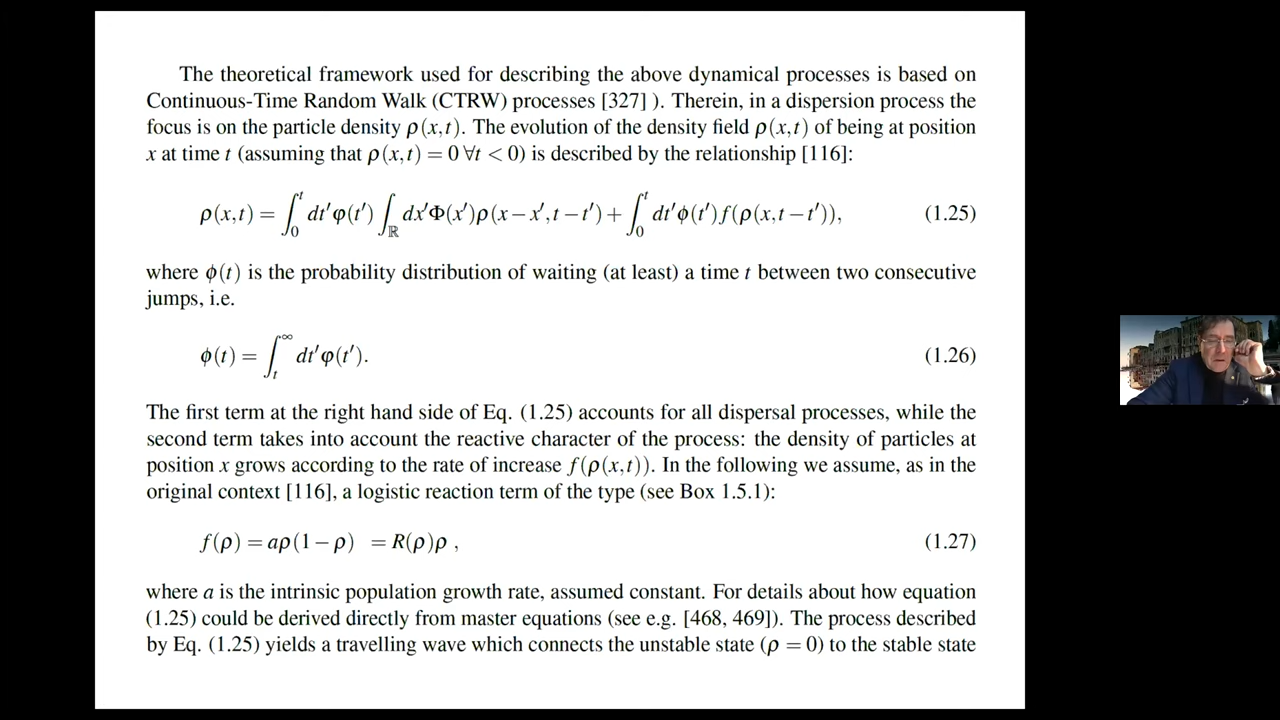 The theoretical framework used for describing the above dynamical processes is based on
Continuous-Time Random Walk (CTRW) processes [327] ). Therein, in a dispersion process the
focus is on the particle density ρ(x,t). The evolution of the density field ρ(x,t) of being at position
x at time t (assuming that ρ(x,t) = 0 ∀t < 0) is described by the relationship [116]:
ρ(x,t) = ∫₀ᵗ dt′φ(t′) ∫_ℝ dx′Φ(x′)ρ(x−x′,t−t′) + ∫₀ᵗ dt′ϕ(t′)f(ρ(x,t−t′)), (1.25)
where ϕ(t) is the probability distribution of waiting (at least) a time t between two consecutive
jumps, i.e.
ϕ(t) = ∫ₜ^∞ dt′φ(t′). (1.26)
The first term at the right hand side of Eq. (1.25) accounts for all dispersal processes, while the
second term takes into account the reactive character of the process: the density of particles at
position x grows according to the rate of increase f(ρ(x,t)). In the following we assume, as in the
original context [116], a logistic reaction term of the type (see Box 1.5.1):
f(ρ) = aρ(1−ρ) = R(ρ)ρ , (1.27)
where a is the intrinsic population growth rate, assumed constant. For details about how equation
(1.25) could be derived directly from master equations (see e.g. [468, 469]). The process described
by Eq. (1.25) yields a travelling wave which connects the unstable state (ρ = 0) to the stable state